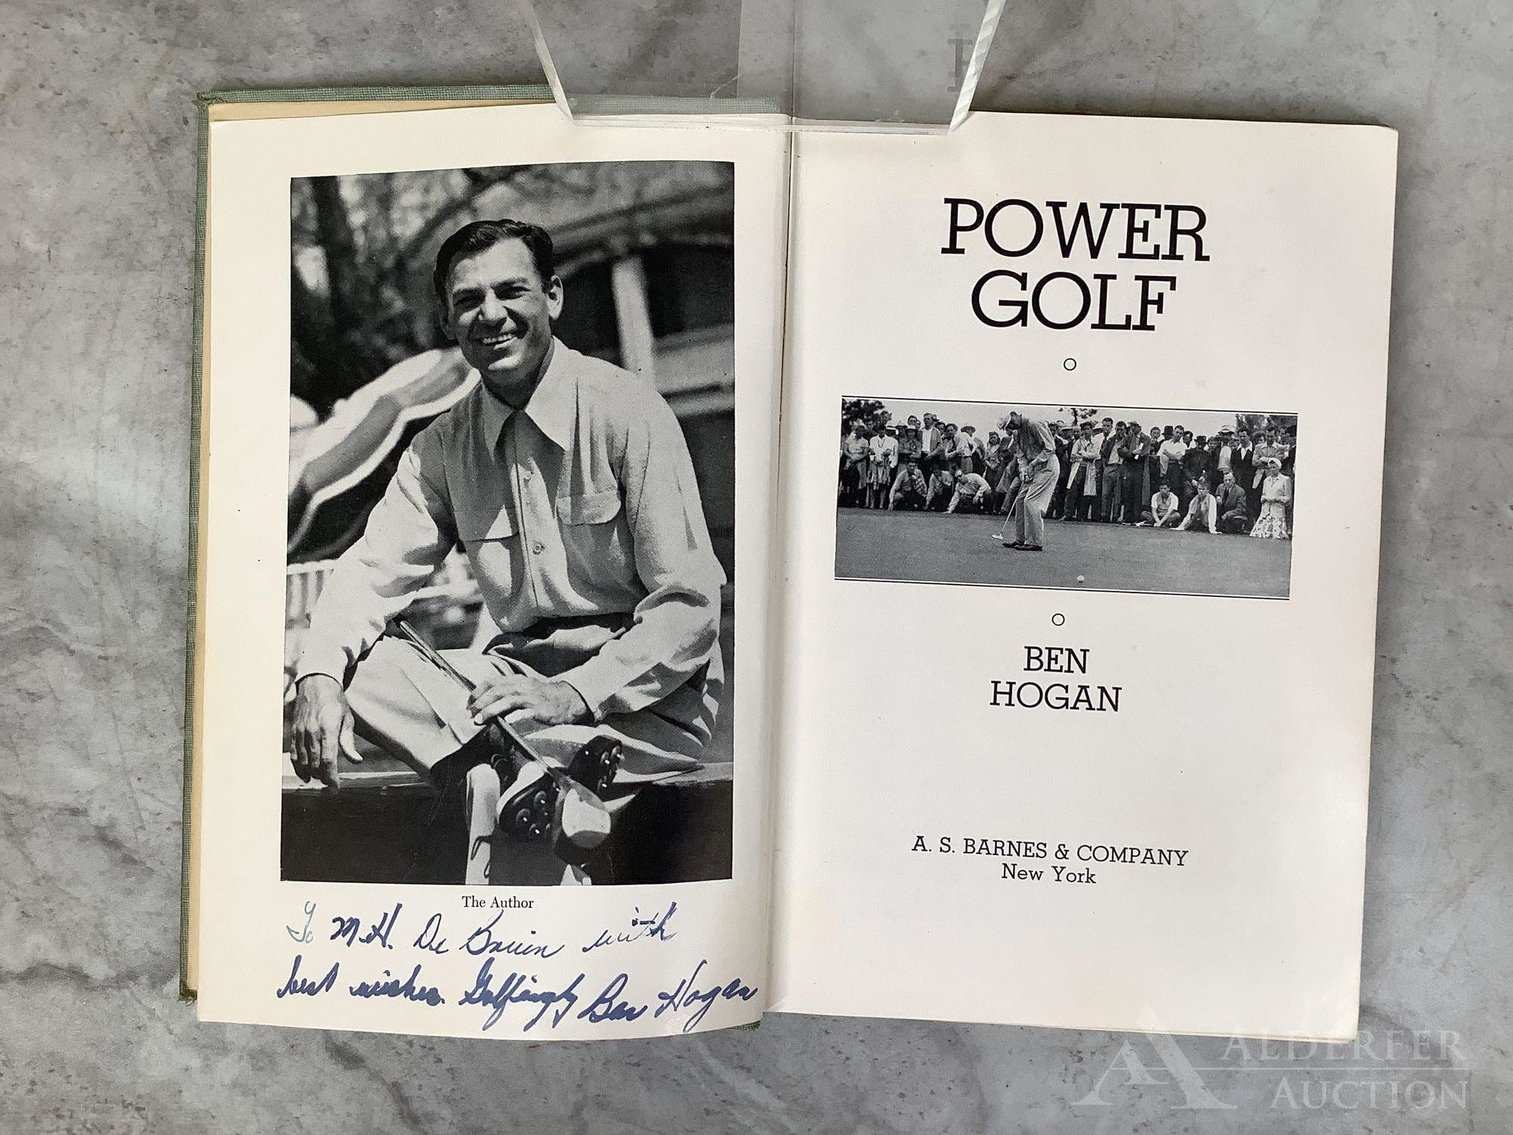 The Author
To M.H. De Bruin with
best wishes. Golfingly Ben Hogan
POWER
GOLF
BEN
HOGAN
A. S. BARNES & COMPANY
New York
ALDERFER
AUCTION